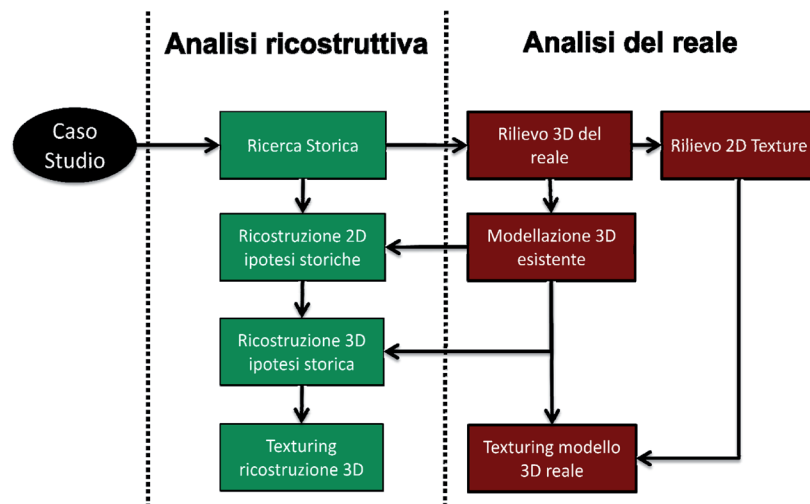 Analisi ricostruttiva
Analisi del reale
Caso
Studio
Ricerca Storica
Rilievo 3D del
reale
Rilievo 2D Texture
Ricostruzione 2D
ipotesi storiche
Modellazione 3D
esistente
Ricostruzione 3D
ipotesi storica
Texturing
ricostruzione 3D
Texturing modello
3D reale